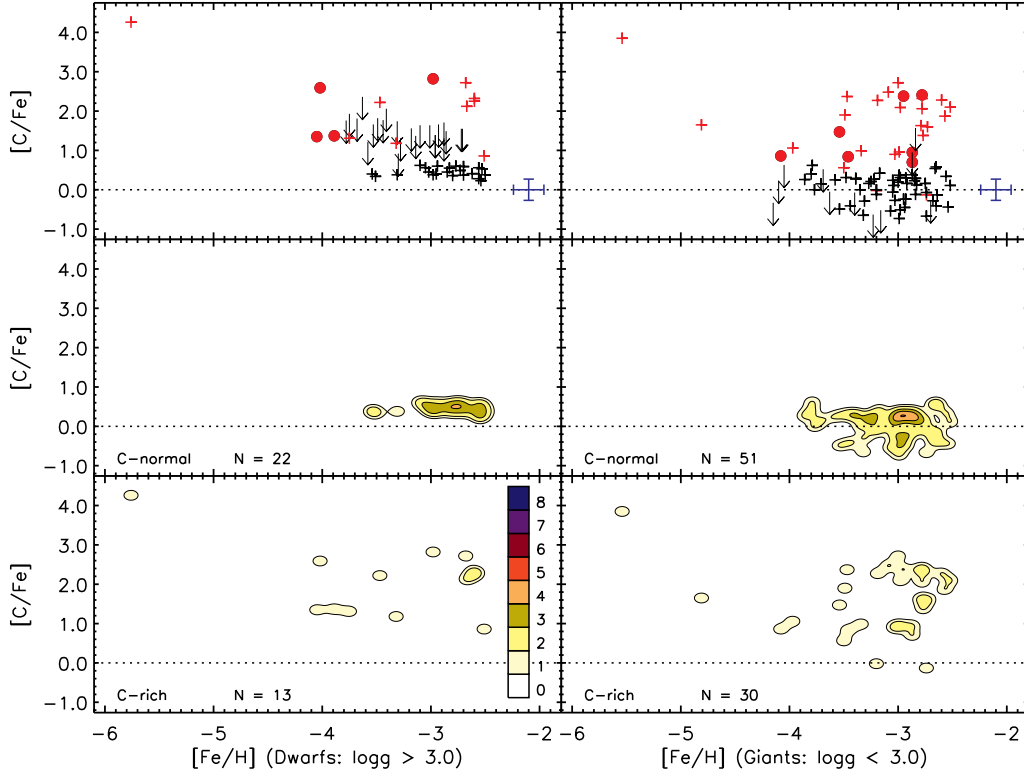 [C/Fe]
4.0
3.0
2.0
1.0
0.0
−1.0
[C/Fe]
4.0
3.0
2.0
1.0
0.0
−1.0
C−normal N = 22
C−normal N = 51
[C/Fe]
4.0
3.0
2.0
1.0
0.0
−1.0
8
7
6
5
4
3
2
1
0
C−rich N = 13
C−rich N = 30
−6 −5 −4 −3 −2
−6 −5 −4 −3 −2
[Fe/H] (Dwarfs: logg > 3.0)
[Fe/H] (Giants: logg < 3.0)